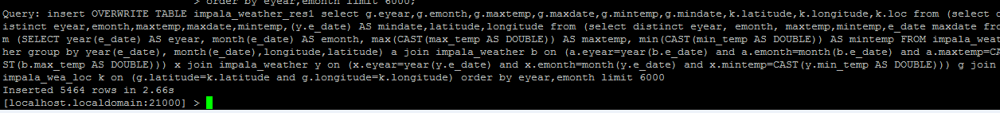 > order by eyear,emonth limit 6000;
Query: insert OVERWRITE TABLE impala_weather_res1 select g.eyear,g.emonth,g.maxtemp,g.maxdate,g.mintemp,g.mindate,k.latitude,k.longitude,k.loc from (select d
istinct eyear,emonth,maxtemp,maxdate,mintemp,(y.e_date) AS mindate,latitude,longitude from (select distinct eyear, emonth, maxtemp,mintemp,e_date maxdate fro
m (SELECT year(e_date) AS eyear, month(e_date) AS emonth, max(CAST(max_temp AS DOUBLE)) AS maxtemp, min(CAST(min_temp AS DOUBLE)) AS mintemp FROM impala_weat
her group by year(e_date), month(e_date),longitude,latitude) a join impala_weather b on (a.eyear=year(b.e_date) and a.emonth=month(b.e_date) and a.maxtemp=CA
ST(b.max_temp AS DOUBLE))) x join impala_weather y on (x.eyear=year(y.e_date) and x.emonth=month(y.e_date) and x.mintemp=CAST(y.min_temp AS DOUBLE))) g join
impala_wea_loc k on (g.latitude=k.latitude and g.longitude=k.longitude) order by eyear,emonth limit 6000
Inserted 5464 rows in 2.66s
[localhost.localdomain:21000] >